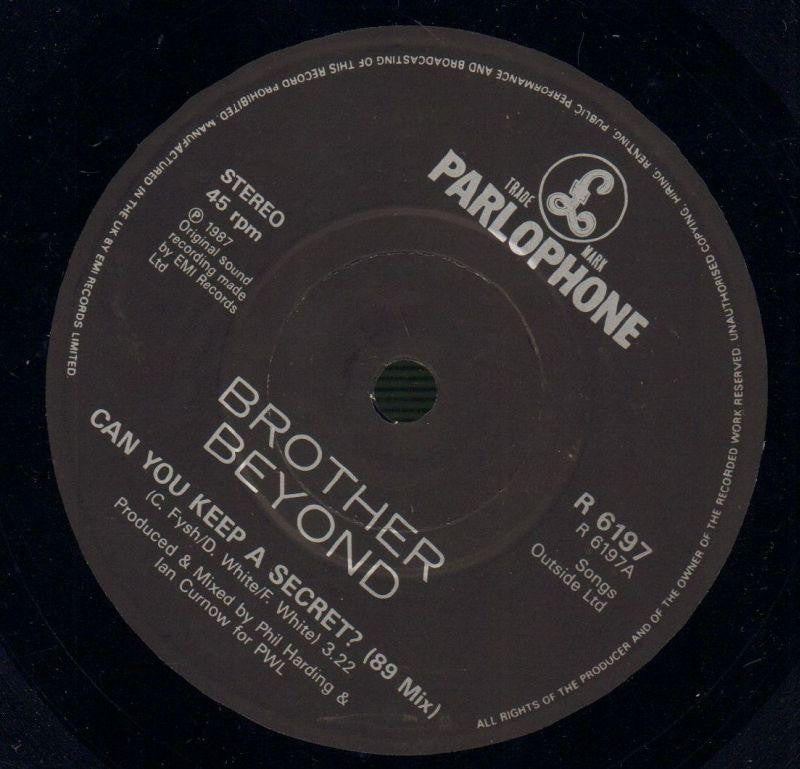 MANUFACTURED IN THE UK BY EMI RECORDS LIMITED
ALL RIGHTS OF THE PRODUCER AND OF THE OWNER OF THE RECORDED WORK RESERVED. UNAUTHORISED COPYING, HIRING, RENTING, PUBLIC PERFORMANCE AND BROADCASTING OF THIS RECORD PROHIBITED.
TRADE £ MARK
PARLOPHONE
STEREO
45 rpm
℗ 1987
Original sound
recording made
by EMI Records
Ltd
R 6197
R 6197A
Songs
Outside Ltd
BROTHER
BEYOND
CAN YOU KEEP A SECRET? (89 Mix)
(C. Fysh/D. White/F. White) 3.22
Produced & Mixed by Phil Harding &
Ian Curnow for PWL